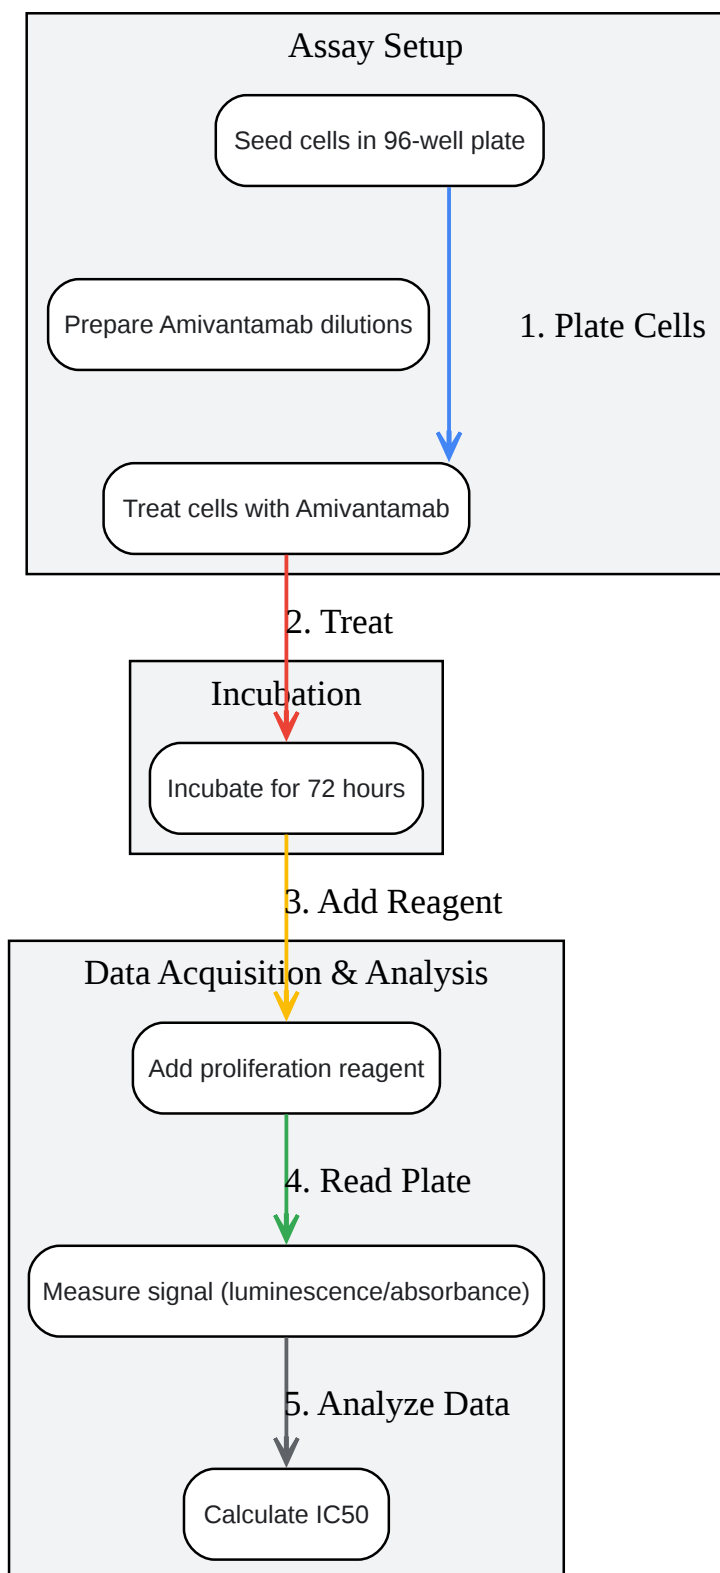 Assay Setup
Seed cells in 96-well plate
Prepare Amivantamab dilutions
1. Plate Cells
Treat cells with Amivantamab
2. Treat
Incubation
Incubate for 72 hours
3. Add Reagent
Data Acquisition & Analysis
Add proliferation reagent
4. Read Plate
Measure signal (luminescence/absorbance)
5. Analyze Data
Calculate IC50